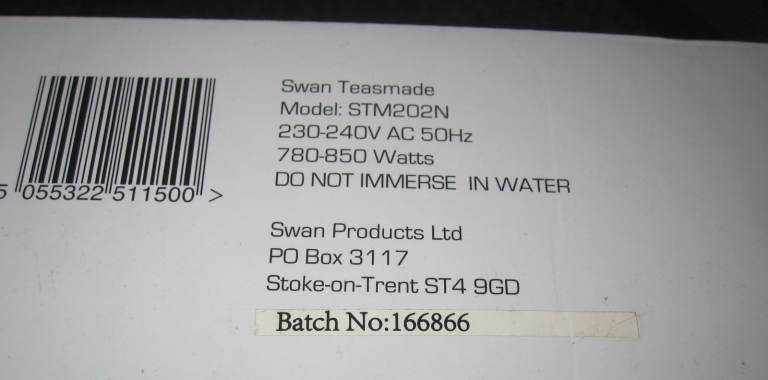 Swan Teasmade
Model: STM202N
230-240V AC 50Hz
780-850 Watts
DO NOT IMMERSE IN WATER
5 055322 511500 >
Swan Products Ltd
PO Box 3117
Stoke-on-Trent ST4 9GD
Batch No:166866